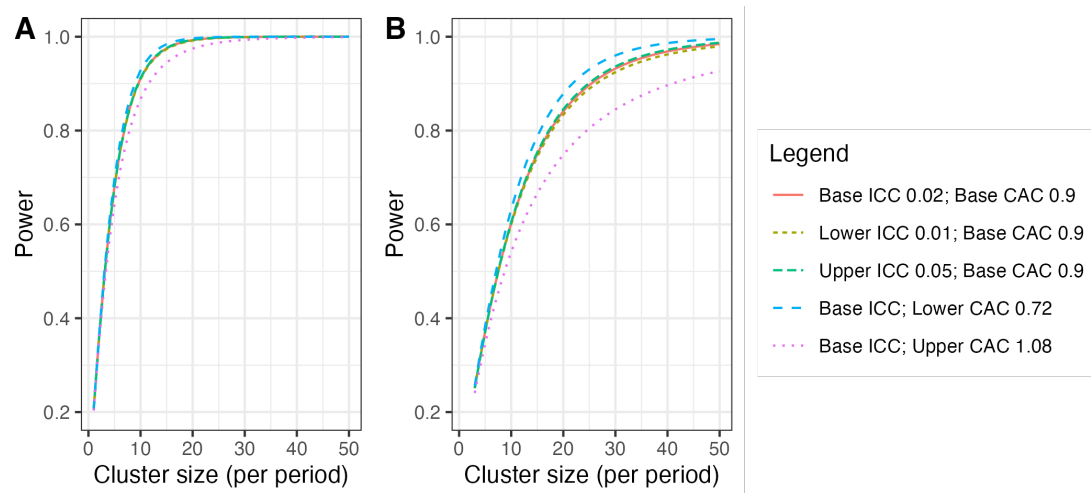 A
B
Power
1.0
0.8
0.6
0.4
0.2
0 10 20 30 40 50
Cluster size (per period)
Power
1.0
0.8
0.6
0.4
0.2
0 10 20 30 40 50
Cluster size (per period)
Legend
Base ICC 0.02; Base CAC 0.9
Lower ICC 0.01; Base CAC 0.9
Upper ICC 0.05; Base CAC 0.9
Base ICC; Lower CAC 0.72
Base ICC; Upper CAC 1.08